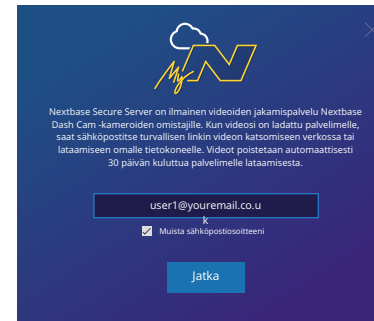 My N
Nextbase Secure Server on ilmainen videoiden jakamispalvelu Nextbase
Dash Cam -kameroiden omistajille. Kun videosi on ladattu palvelimelle,
saat sähköpostitse turvallisen linkin videon katsomiseen verkossa tai
lataamiseen omalle tietokoneelle. Videot poistetaan automaattisesti
30 päivän kuluttua palvelimelle lataamisesta.
user1@youremail.co.u
k
Muista sähköpostiosoitteeni
Jatka